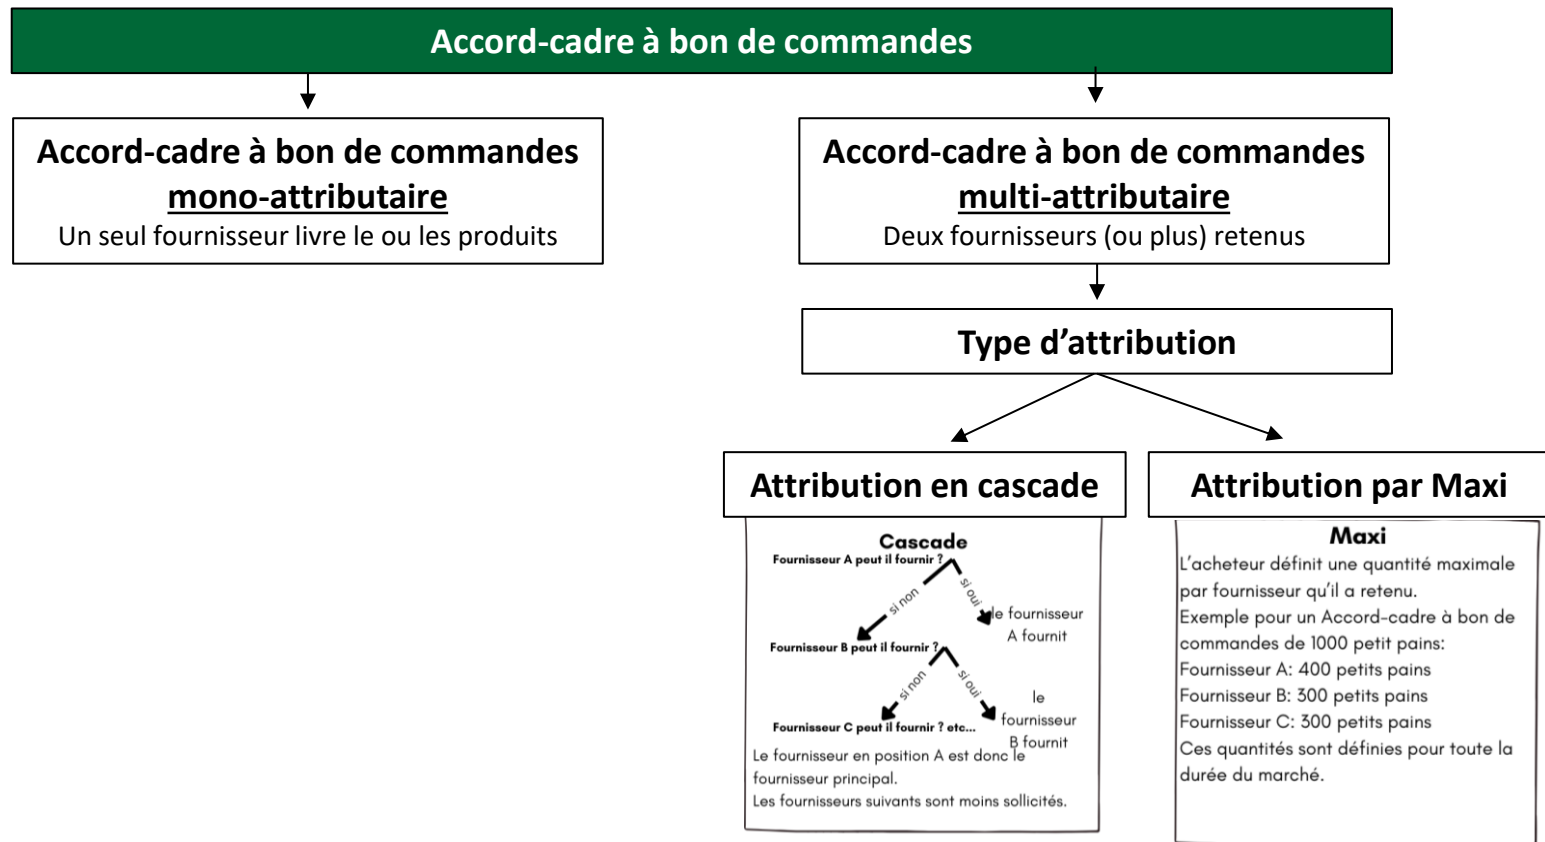 Accord-cadre à bon de commandes
Accord-cadre à bon de commandes
mono-attributaire
Un seul fournisseur livre le ou les produits
Accord-cadre à bon de commandes
multi-attributaire
Deux fournisseurs (ou plus) retenus
Type d’attribution
Attribution en cascade
Cascade
Fournisseur A peut il fournir ?
si non
si oui
le fournisseur
A fournit
Fournisseur B peut il fournir ?
si non
si oui
le
fournisseur
B fournit
Fournisseur C peut il fournir ? etc...
Le fournisseur en position A est donc le
fournisseur principal.
Les fournisseurs suivants sont moins sollicités.
Attribution par Maxi
Maxi
L’acheteur définit une quantité maximale
par fournisseur qu’il a retenu.
Exemple pour un Accord-cadre à bon de
commandes de 1000 petit pains:
Fournisseur A: 400 petits pains
Fournisseur B: 300 petits pains
Fournisseur C: 300 petits pains
Ces quantités sont définies pour toute la
durée du marché.